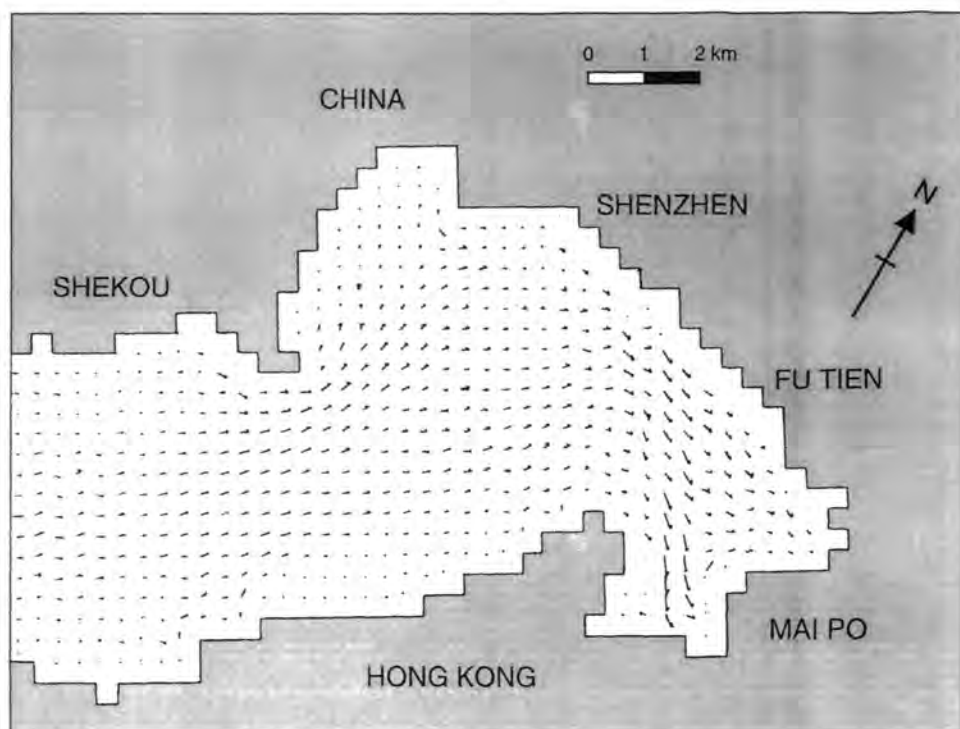 0 1 2 km
CHINA
SHENZHEN
N
SHEKOU
FU TIEN
MAI PO
HONG KONG